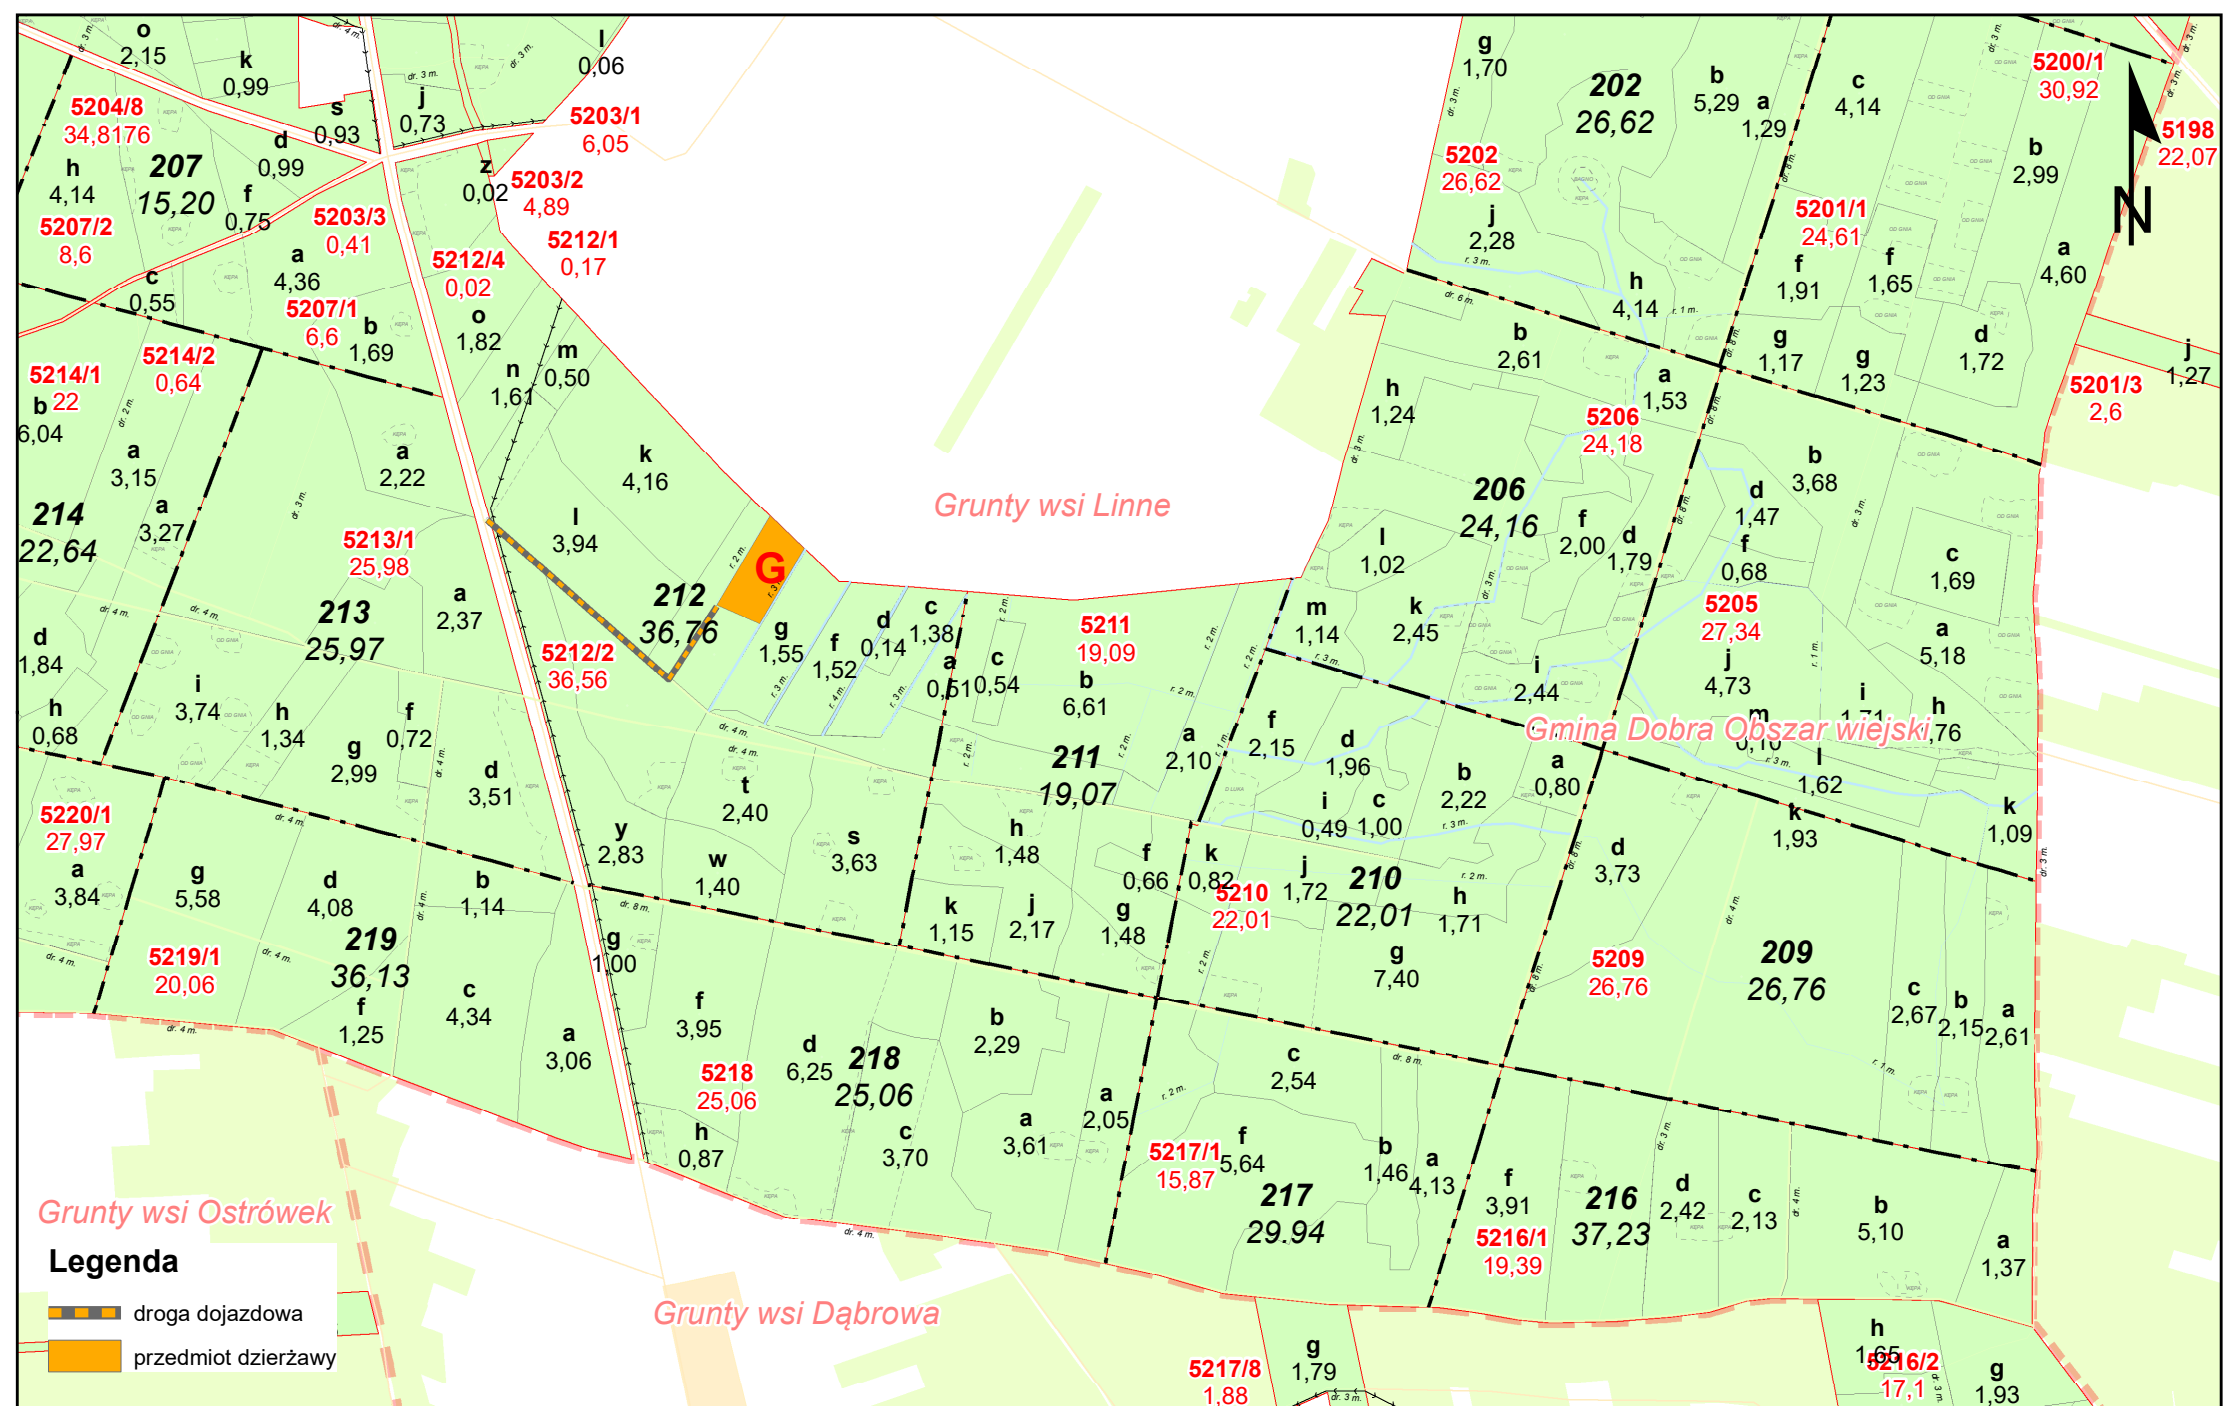 o
2,15
k
0,99
l
0,06
s
0,93
j
0,73
5204/8
34,8176
h
4,14
207
15,20
d
0,99
f
0,75
5207/2
8,6
5203/3
0,41
z
0,02
5203/1
6,05
5203/2
4,89
5212/1
0,17
5212/4
0,02
c
0,55
a
4,36
5207/1
6,6
b
1,69
o
1,82
n
1,61
m
0,50
5214/2
0,64
5214/1
22
b
6,04
a
3,15
a
3,27
214
22,64
a
2,22
5213/1
25,98
213
25,97
a
2,37
k
4,16
l
3,94
212
36,76
G
5212/2
36,56
g
1,55
f
1,52
d
0,14
c
1,38
a
0,51
c
0,54
5211
19,09
b
6,61
211
19,07
a
2,10
Grunty wsi Linne
g
1,70
202
26,62
b
5,29
a
1,29
c
4,14
5200/1
30,92
5198
22,07
N
5202
26,62
j
2,28
h
4,14
5201/1
24,61
f
1,91
f
1,65
b
2,99
a
4,60
g
1,17
g
1,23
d
1,72
j
1,27
5201/3
2,6
b
2,61
h
1,24
a
1,53
5206
24,18
206
24,16
f
2,00
d
1,79
l
1,02
m
1,14
k
2,45
i
2,44
b
3,68
d
1,47
f
0,68
5205
27,34
c
1,69
a
5,18
j
4,73
i
1,71
h
m
0,10
Gmina Dobra Obszar wiejski
l
1,62
k
1,93
k
1,09
d
1,84
h
0,68
i
3,74
h
1,34
g
2,99
f
0,72
d
3,51
t
2,40
y
2,83
w
1,40
s
3,63
h
1,48
k
1,15
j
2,17
f
0,66
g
1,48
k
0,82
5210
22,01
j
1,72
210
22,01
f
2,15
d
1,96
i
0,49
c
1,00
b
2,22
a
0,80
h
1,71
g
7,40
d
3,73
5209
26,76
209
26,76
c
2,67
b
2,15
a
2,61
5220/1
27,97
a
3,84
g
5,58
5219/1
20,06
d
4,08
219
36,13
f
1,25
b
1,14
c
4,34
a
3,06
g
1,00
f
3,95
5218
25,06
h
0,87
d
6,25
218
25,06
c
3,70
b
2,29
a
3,61
a
2,05
c
2,54
5217/1
15,87
f
5,64
217
29.94
b
1,46
a
4,13
f
3,91
5216/1
19,39
216
37,23
d
2,42
c
2,13
b
5,10
a
1,37
Grunty wsi Ostrówek
Grunty wsi Dąbrowa
Legenda
droga dojazdowa
przedmiot dzierżawy
5217/8
1,88
g
1,79
h
1,65
5216/2
17,1
g
1,93